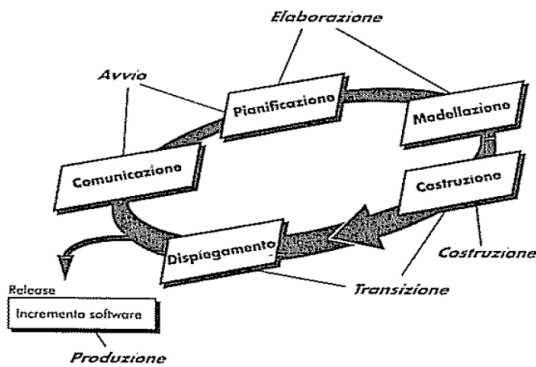 Elaborazione
Avvio
Pianificazione
Modellazione
Comunicazione
Costruzione
Dispiegamento
Costruzione
Release
Transizione
Incremento software
Produzione